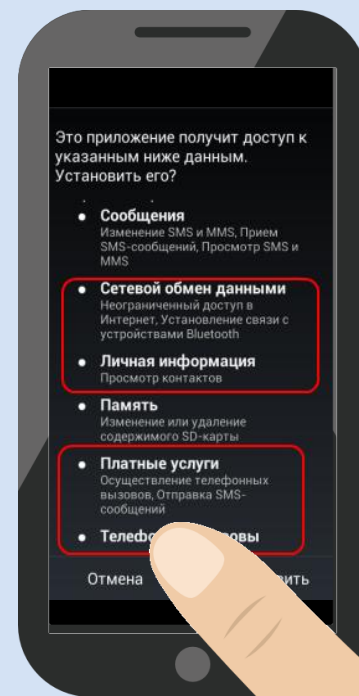 Это приложение получит доступ к
указанным ниже данным.
Установить его?
• Сообщения
Изменение SMS и MMS, Прием
SMS-сообщений, Просмотр SMS и
MMS
• Сетевой обмен данными
Неограниченный доступ в
Интернет, Установление связи с
устройствами Bluetooth
• Личная информация
Просмотр контактов
• Память
Изменение или удаление
содержимого SD-карты
• Платные услуги
Осуществление телефонных
вызовов, Отправка SMS-
сообщений
•
Отмена